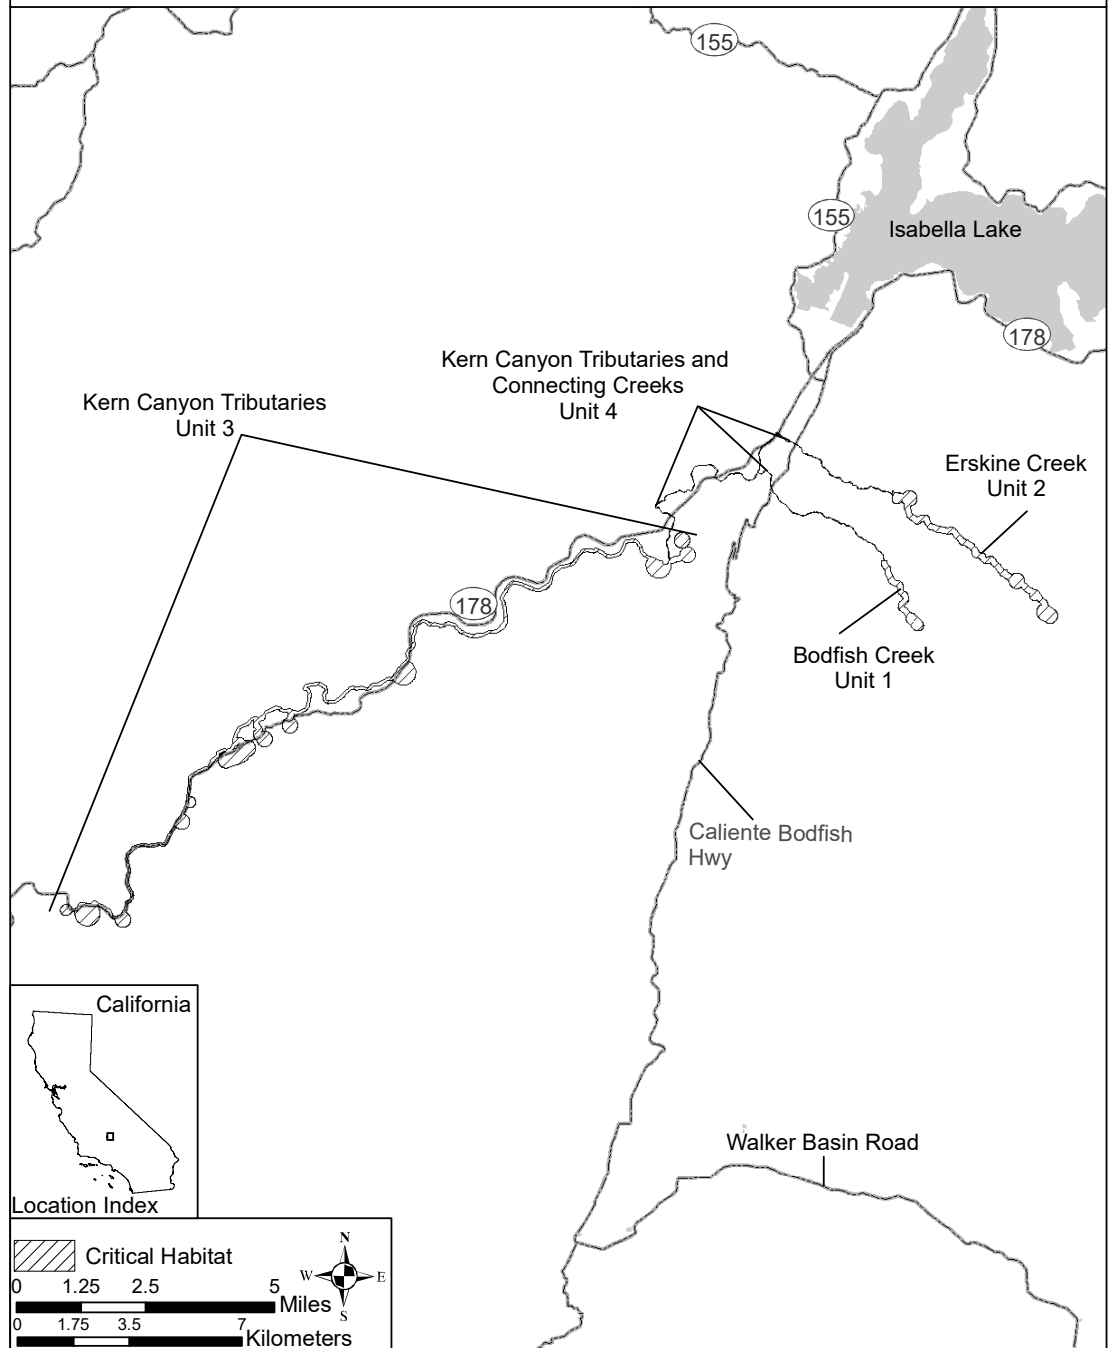 155
155
Isabella Lake
178
Kern Canyon Tributaries and
Connecting Creeks
Unit 4
Kern Canyon Tributaries
Unit 3
Erskine Creek
Unit 2
178
Bodfish Creek
Unit 1
Caliente Bodfish
Hwy
California
Location Index
Walker Basin Road
Critical Habitat
N
W E
S
0 1.25 2.5 5
Miles
0 1.75 3.5 7
Kilometers